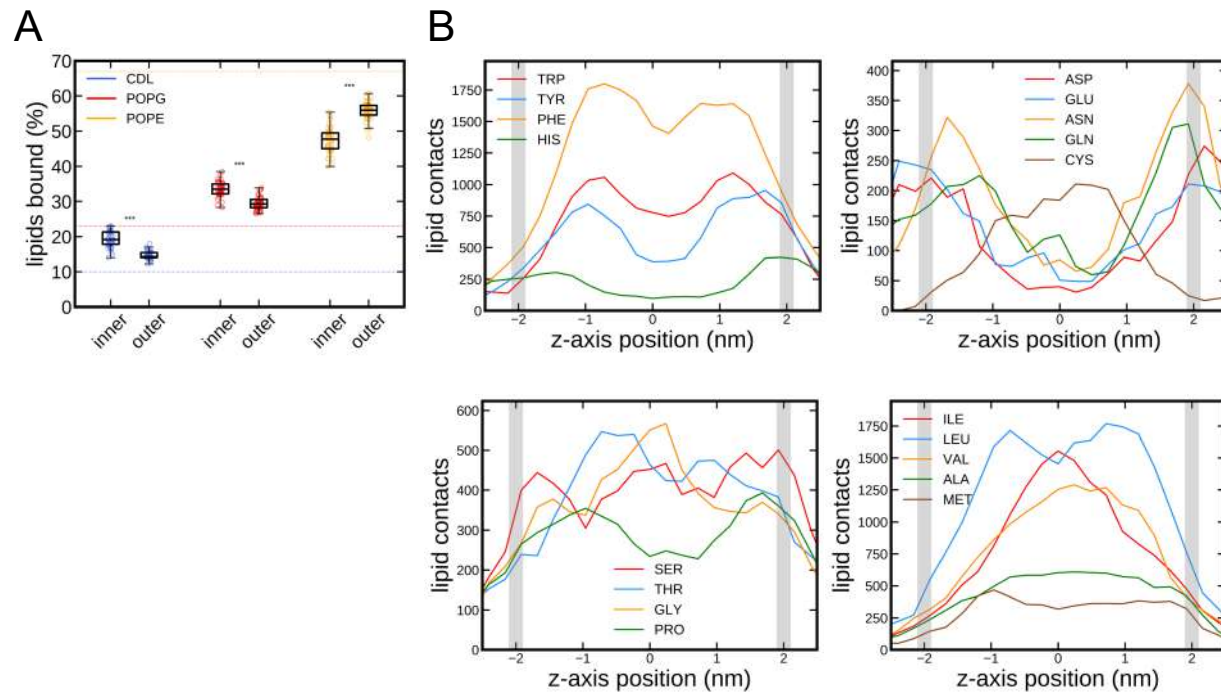 A
B
lipids bound (%)
70
60
50
40
30
20
10
0
CDL
POPG
POPE
***
***
***
inner
outer
inner
outer
inner
outer
lipid contacts
1750
1500
1250
1000
750
500
250
0
TRP
TYR
PHE
HIS
−2
−1
0
1
2
z-axis position (nm)
lipid contacts
400
350
300
250
200
150
100
50
0
ASP
GLU
ASN
GLN
CYS
−2
−1
0
1
2
z-axis position (nm)
lipid contacts
600
500
400
300
200
100
0
SER
THR
GLY
PRO
−2
−1
0
1
2
z-axis position (nm)
lipid contacts
1750
1500
1250
1000
750
500
250
0
ILE
LEU
VAL
ALA
MET
−2
−1
0
1
2
z-axis position (nm)